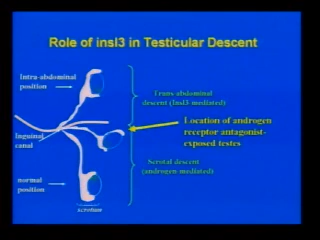 Role of insl3 in Testicular Descent
Intra-abdominal
position
Trans-abdominal
descent (Insl3 mediated)
Location of androgen
receptor antagonist-
exposed testes
Inguinal
canal
Scrotal descent
(androgen mediated)
normal
position
scrotum